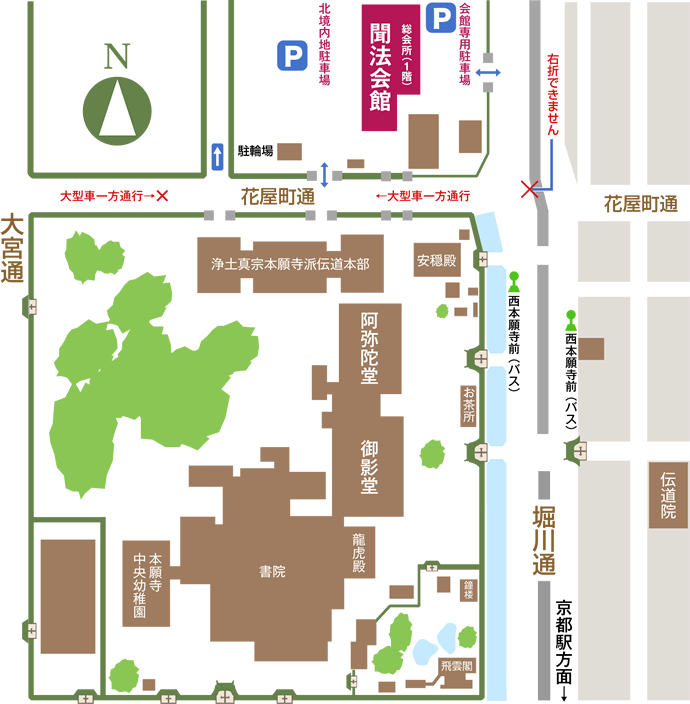 N
P
北境内地駐車場
聞法会館
総会所（1階）
P
会館専用駐車場
右折できません
駐輪場
大型車一方通行→
花屋町通
←大型車一方通行
花屋町通
大宮通
浄土真宗本願寺派伝道本部
安穏殿
西本願寺前（バス）
西本願寺前（バス）
阿弥陀堂
お茶所
御影堂
伝道院
堀川通
龍虎殿
書院
本願寺
中央幼稚園
鐘楼
飛雲閣
京都駅方面→